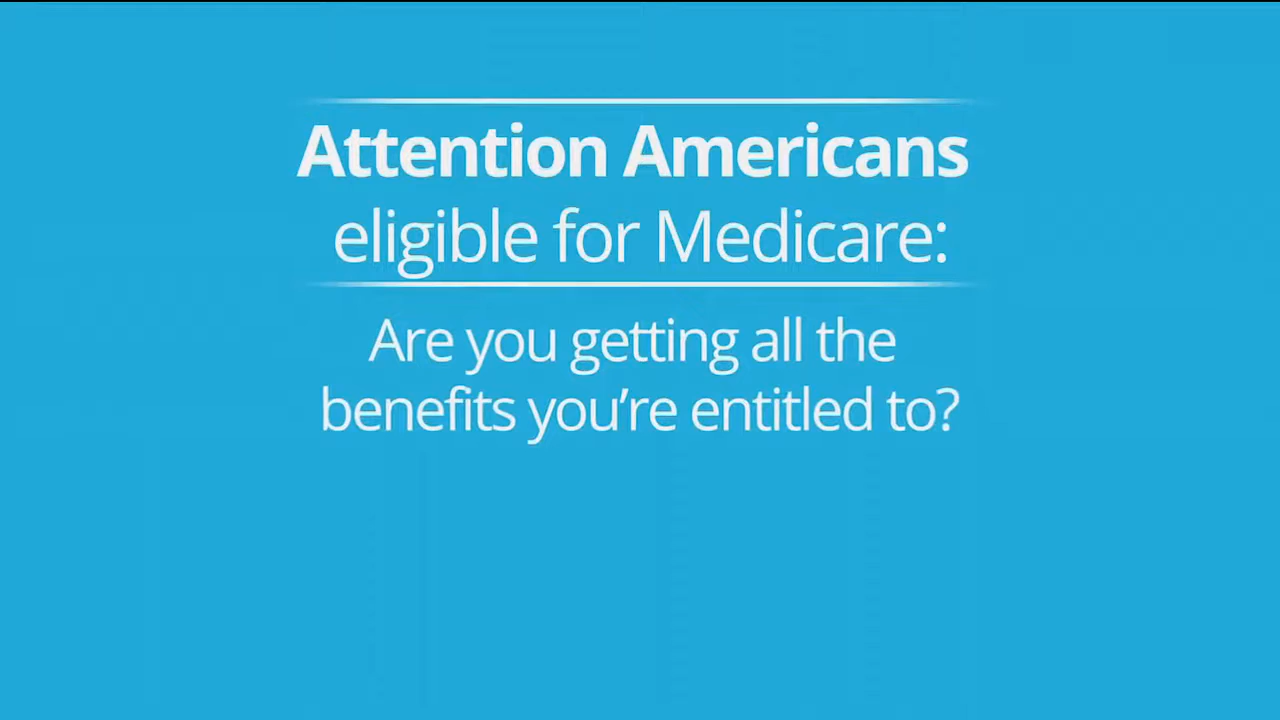 Attention Americans
eligible for Medicare:
Are you getting all the
benefits you’re entitled to?